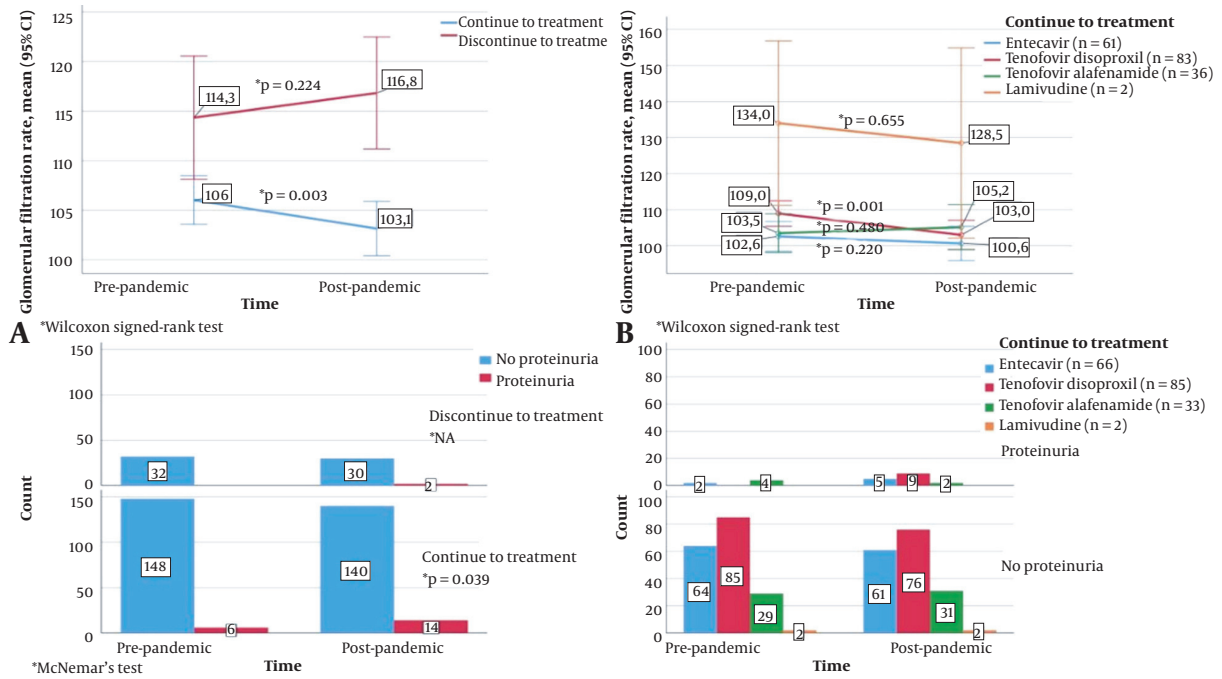 Glomerular filtration rate, mean (95% CI)
125
120
115
110
105
100
Continue to treatment
Discontinue to treatme
114,3
*p = 0.224
116,8
106
*p = 0.003
103,1
Pre-pandemic
Post-pandemic
Time
*Wilcoxon signed-rank test
A
Glomerular filtration rate, mean (95% CI)
160
150
140
130
120
110
100
Continue to treatment
Entecavir (n = 61)
Tenofovir disoproxil (n = 83)
Tenofovir alafenamide (n = 36)
Lamivudine (n = 2)
134,0
*p = 0.655
128,5
109,0
*p = 0.001
105,2
103,5
*p = 0.480
103,0
102,6
*p = 0.220
100,6
Pre-pandemic
Post-pandemic
Time
*Wilcoxon signed-rank test
B
Count
150
100
50
0
No proteinuria
Proteinuria
Discontinue to treatment
*NA
32
30
2
150
100
50
0
Continue to treatment
*p = 0.039
148
6
140
14
Pre-pandemic
Post-pandemic
Time
*McNemar's test
Count
100
80
60
40
20
0
Continue to treatment
Entecavir (n = 66)
Tenofovir disoproxil (n = 85)
Tenofovir alafenamide (n = 33)
Lamivudine (n = 2)
Proteinuria
2
4
5
9
2
100
80
60
40
20
0
No proteinuria
64
85
29
2
61
76
31
2
Pre-pandemic
Post-pandemic
Time